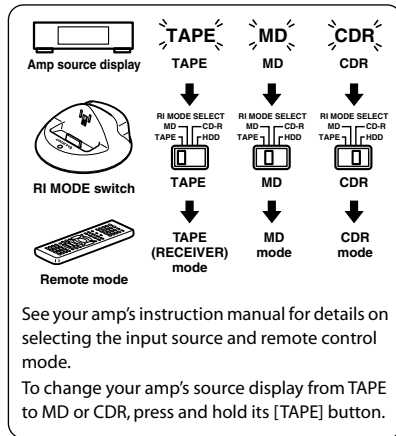 TAPE MD CDR
Amp source display TAPE MD CDR
RI MODE SELECT RI MODE SELECT RI MODE SELECT
MD CD-R MD CD-R MD CD-R
TAPE HDD TAPE HDD TAPE HDD
RI MODE switch TAPE MD CDR
TAPE MD CDR
(RECEIVER) mode mode
mode
Remote mode
See your amp's instruction manual for details on
selecting the input source and remote control
mode.
To change your amp's source display from TAPE
to MD or CDR, press and hold its [TAPE] button.